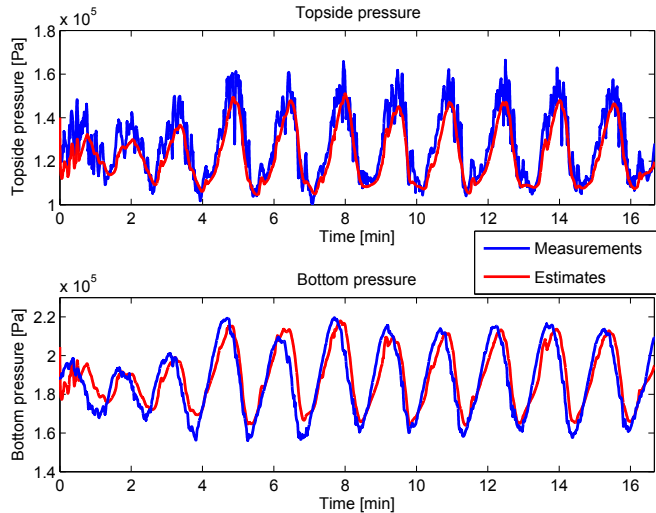 Topside pressure
x 10^5
Topside pressure [Pa]
1.8
1.6
1.4
1.2
1
0 2 4 6 8 10 12 14 16
Time [min]
Measurements
Estimates
Bottom pressure
x 10^5
Bottom pressure [Pa]
2.2
2
1.8
1.6
1.4
0 2 4 6 8 10 12 14 16
Time [min]